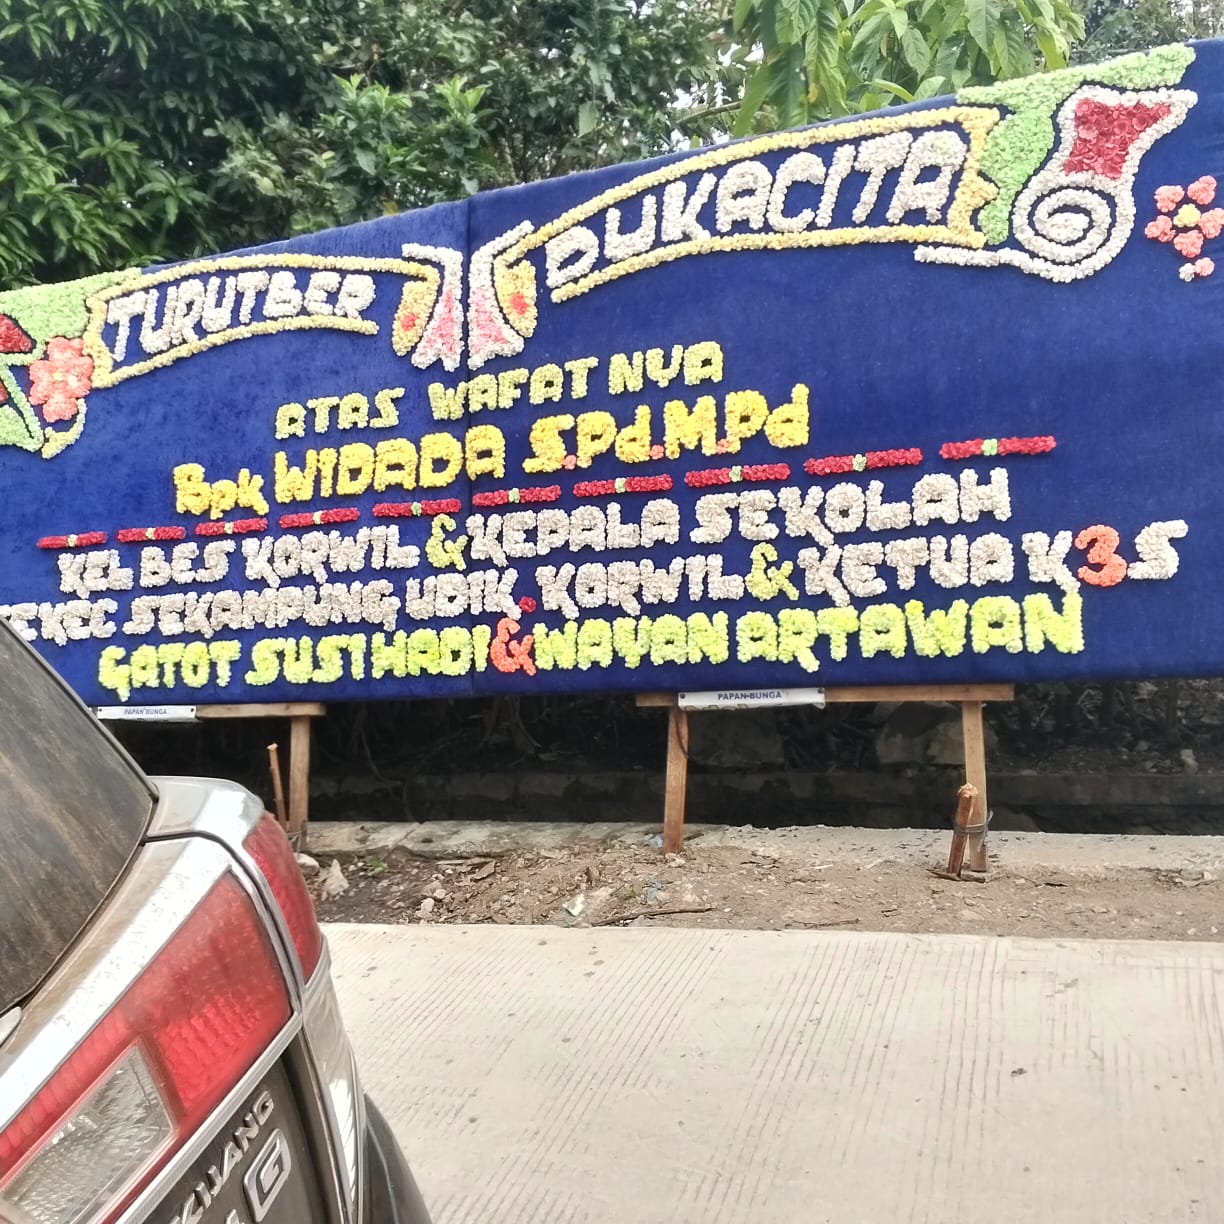 TURUT BER DUKACITA
ATAS WAFAT NYA
Bpk WIDADA S.Pd.M.Pd
KEL BES KORWIL & KEPALA SEKOLAH
SEKAMPUNG UDIK. KORWIL & KETUA K3S
GATOT SUSI HADI & WAYAN ARTAWAN
PAPAN BUNGA
PAPAN BUNGA
KIJANG
G